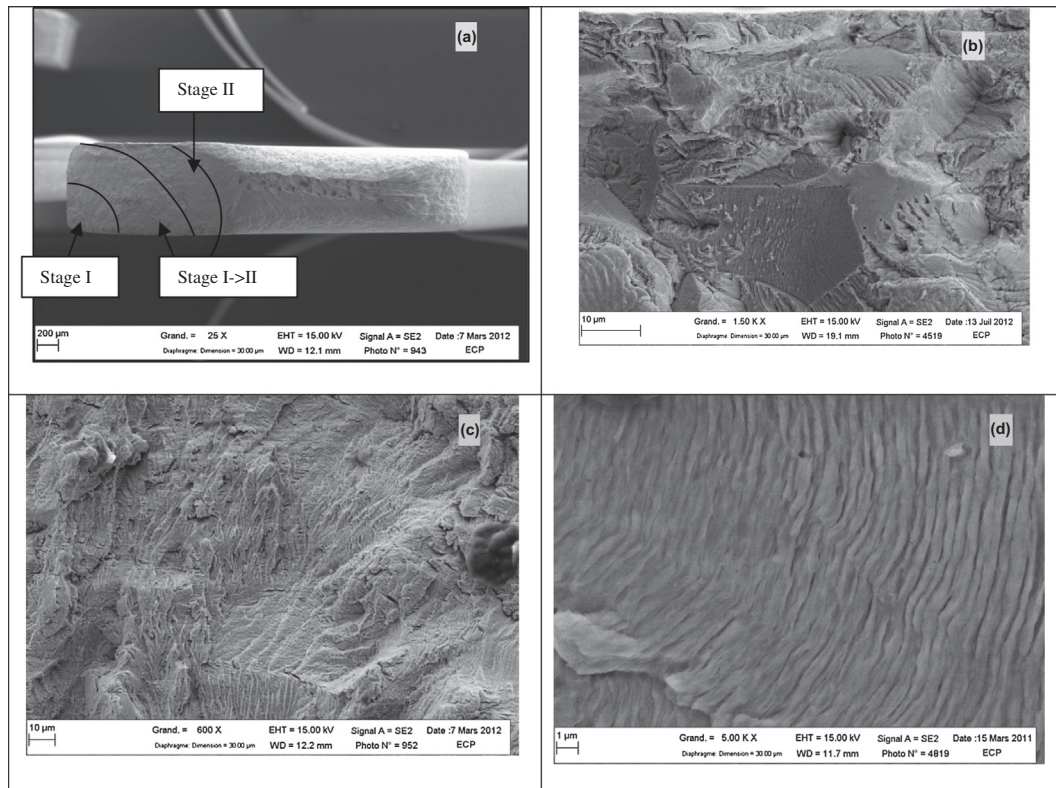 (a)
Stage II
Stage I
Stage I->II
200 µm
Grand. = 25 X
EHT = 15.00 kV
Signal A = SE2
Date :7 Mars 2012
Diaphragme: Dimension = 30.00 µm
WD = 12.1 mm
Photo N° = 943
ECP
(b)
10 µm
Grand. = 1.50 K X
EHT = 15.00 kV
Signal A = SE2
Date :13 Juil 2012
Diaphragme: Dimension = 30.00 µm
WD = 19.1 mm
Photo N° = 4519
ECP
(c)
10 µm
Grand. = 600 X
EHT = 15.00 kV
Signal A = SE2
Date :7 Mars 2012
Diaphragme: Dimension = 30.00 µm
WD = 12.2 mm
Photo N° = 952
ECP
(d)
1 µm
Grand. = 5.00 K X
EHT = 15.00 kV
Signal A = SE2
Date :15 Mars 2011
Diaphragme: Dimension = 30.00 µm
WD = 11.7 mm
Photo N° = 4819
ECP